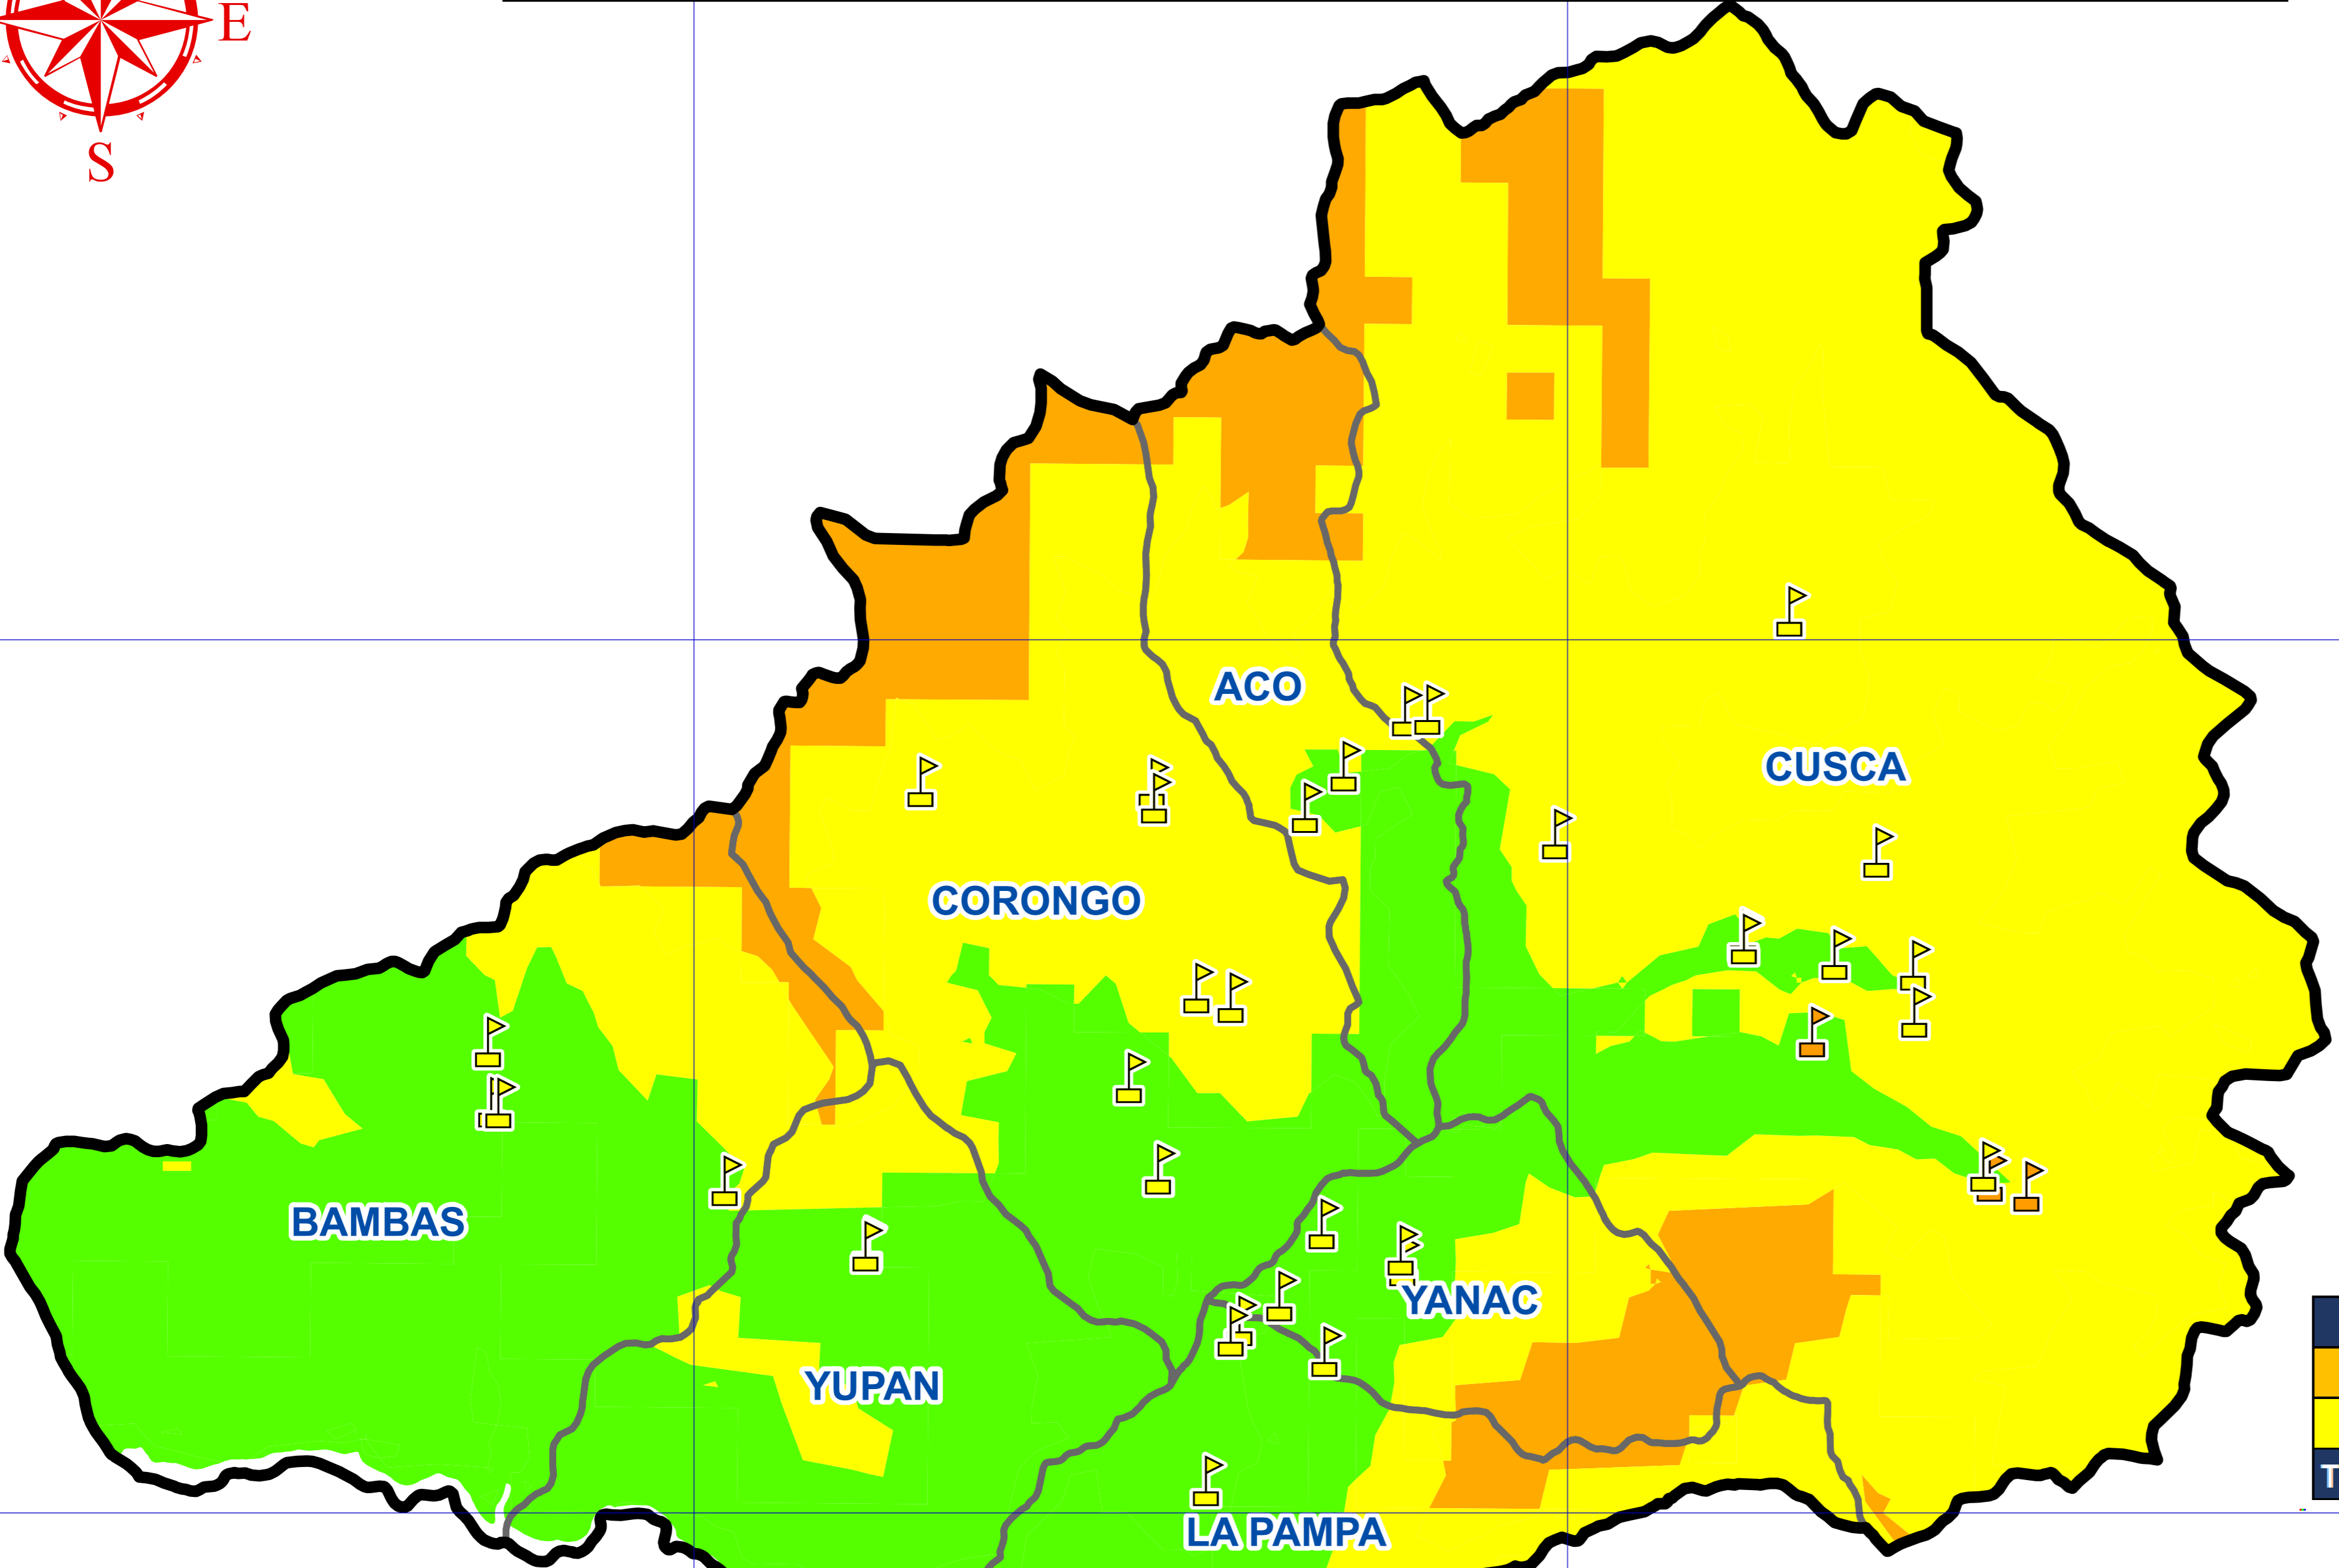 E
S
ACO
CUSCA
CORONGO
BAMBAS
YANAC
YUPAN
T
LA PAMPA